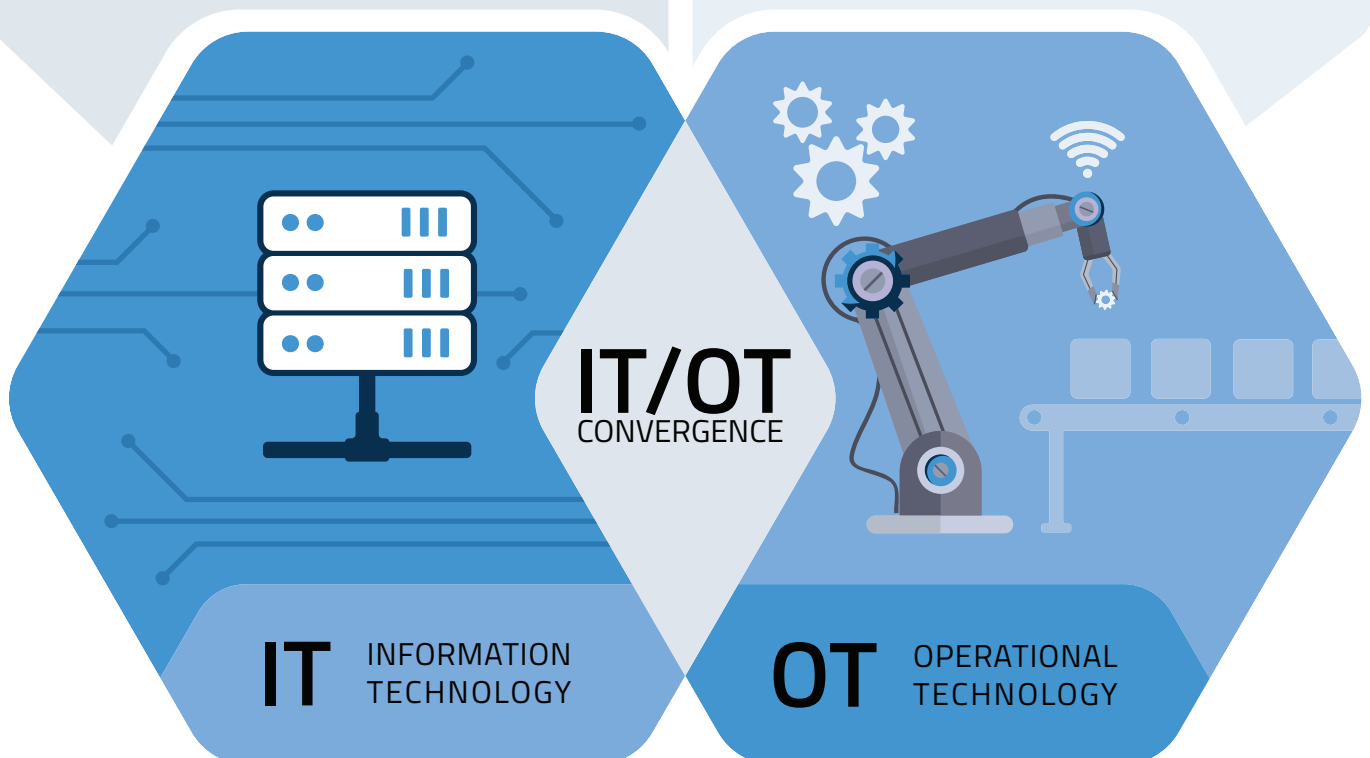 IT/OT
CONVERGENCE
IT
INFORMATION
TECHNOLOGY
OT
OPERATIONAL
TECHNOLOGY